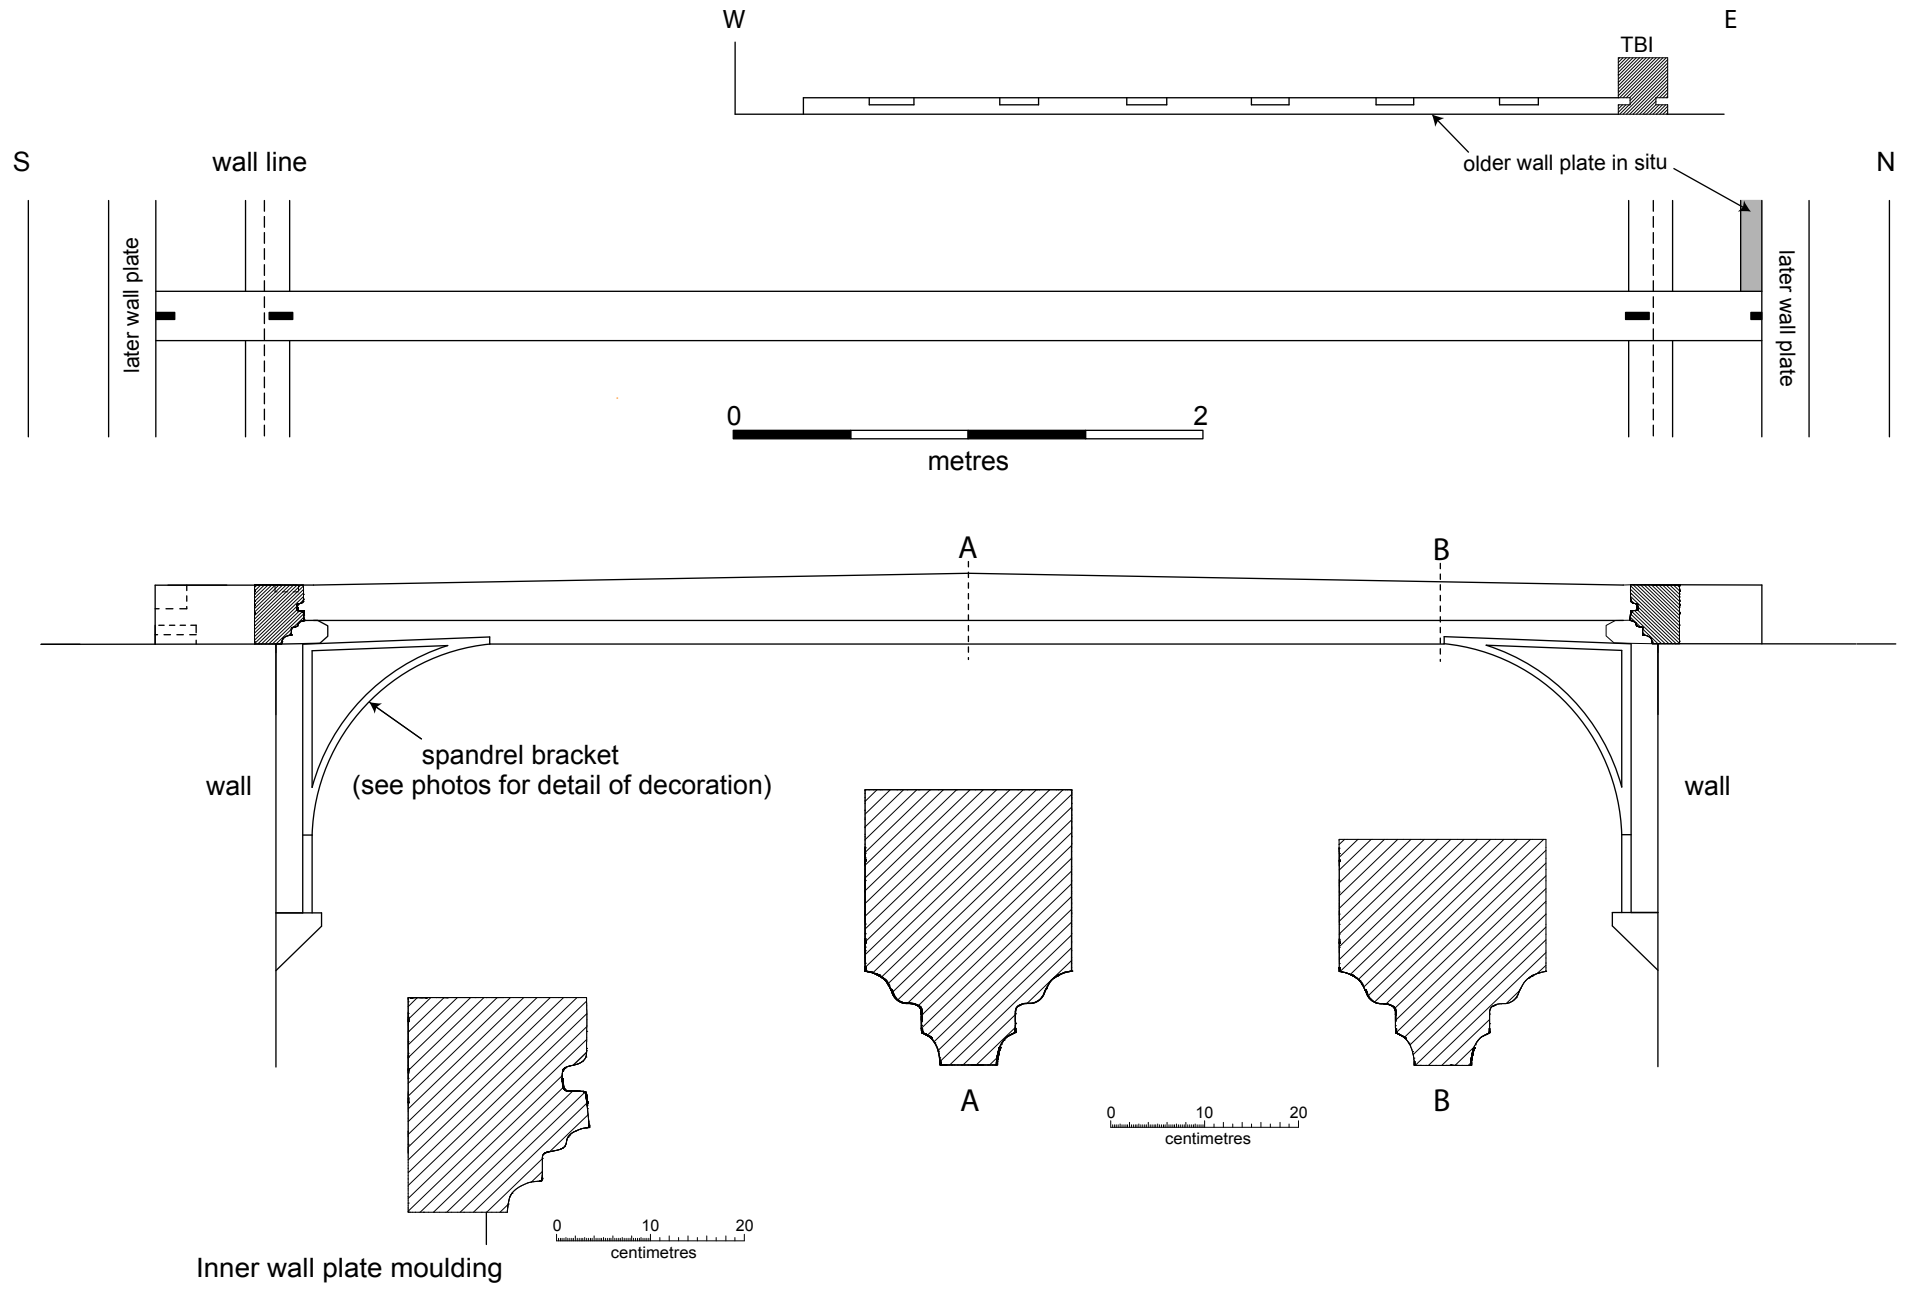 W
E
TBI
S
wall line
older wall plate in situ
N
later wall plate
later wall plate
0
2
metres
A
B
spandrel bracket
(see photos for detail of decoration)
wall
wall
A
B
0 10 20
centimetres
0 10 20
centimetres
Inner wall plate moulding